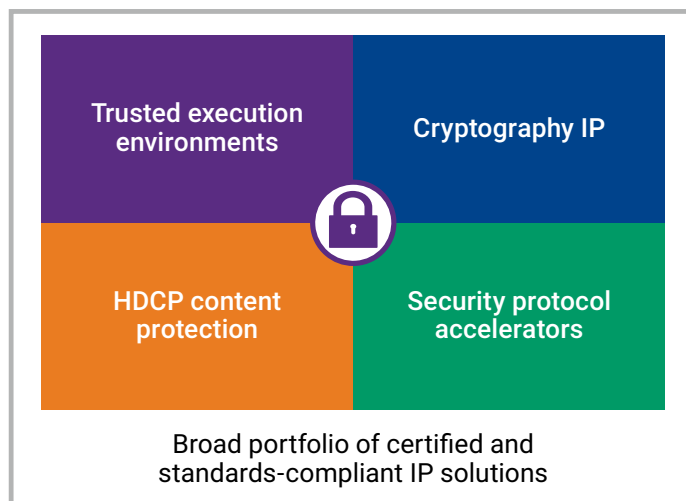 Trusted execution
environments
Cryptography IP
HDCP content
protection
Security protocol
accelerators
Broad portfolio of certified and
standards-compliant IP solutions